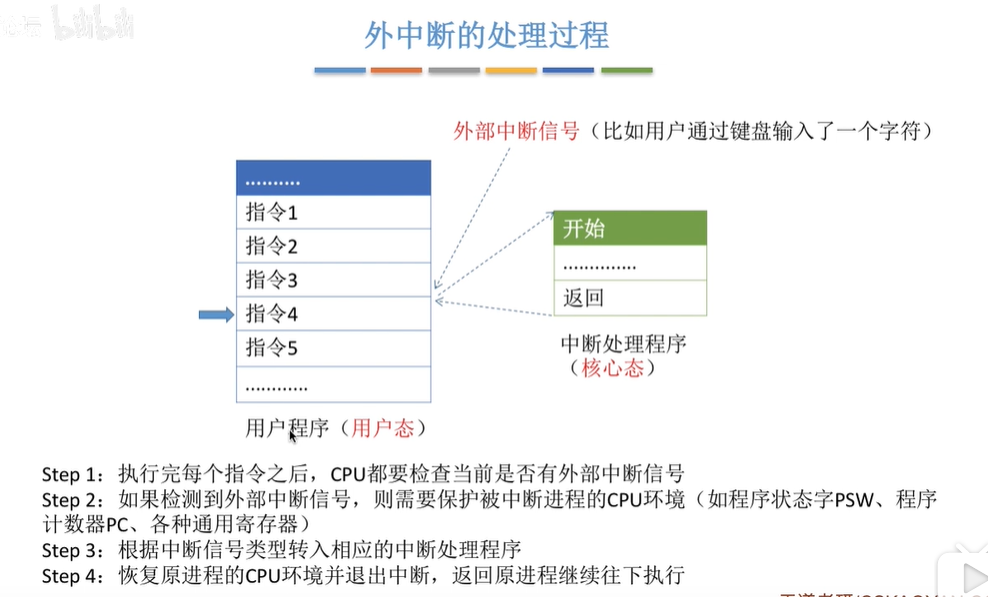 bilibili
外中断的处理过程
外部中断信号（比如用户通过键盘输入了一个字符）
..........
指令1
指令2
指令3
指令4
指令5
............
用户程序（用户态）
开始
..............
返回
中断处理程序
（核心态）
Step 1：执行完每个指令之后，CPU都要检查当前是否有外部中断信号
Step 2：如果检测到外部中断信号，则需要保护被中断进程的CPU环境（如程序状态字PSW、程序
计数器PC、各种通用寄存器）
Step 3：根据中断信号类型转入相应的中断处理程序
Step 4：恢复原进程的CPU环境并退出中断，返回原进程继续往下执行